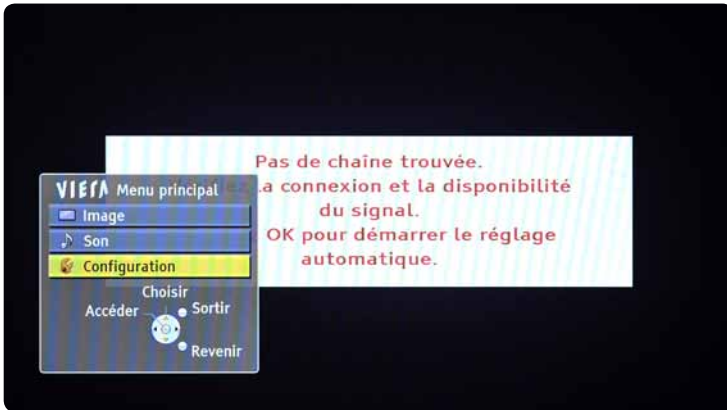 Pas de chaîne trouvée.
la connexion et la disponibilité
du signal.
OK pour démarrer le réglage
automatique.
VIErA Menu principal
Image
Son
Configuration
Choisir
Accéder
Sortir
Revenir